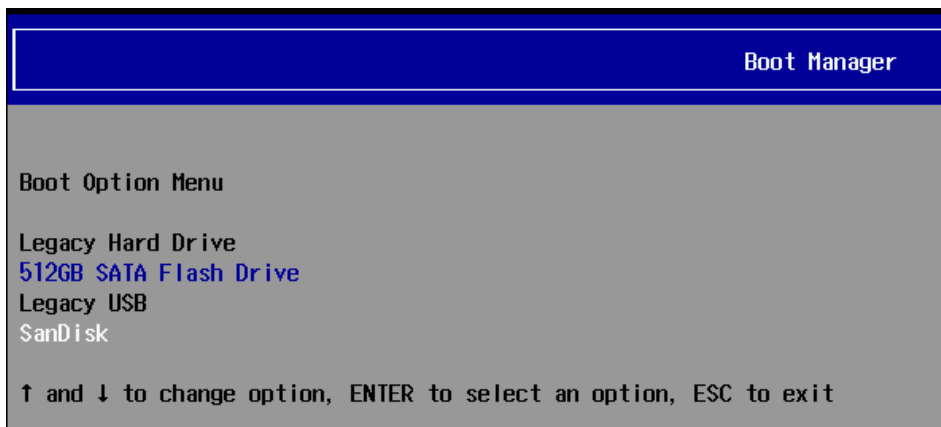 Boot Manager
Boot Option Menu
Legacy Hard Drive
512GB SATA Flash Drive
Legacy USB
SanDisk
↑ and ↓ to change option, ENTER to select an option, ESC to exit